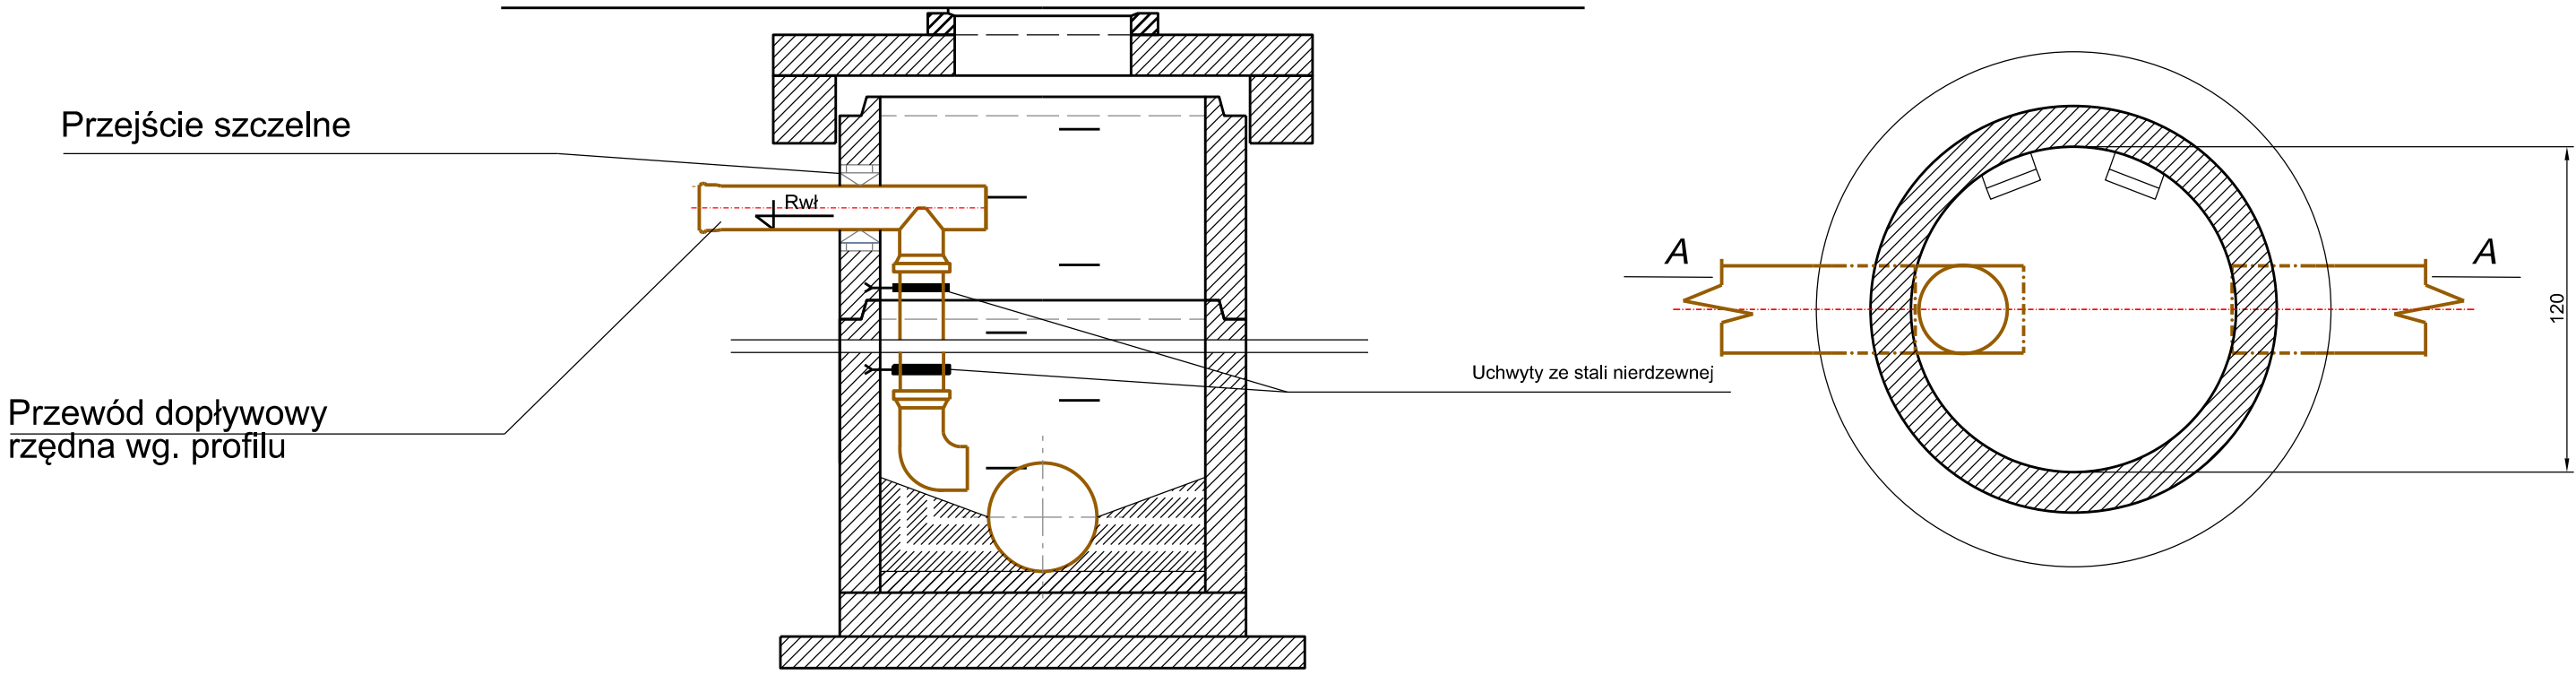 Przejście szczelne
Rwł
Przewód dopływowy
rzędna wg. profilu
Uchwyty ze stali nierdzewnej
A
A
120